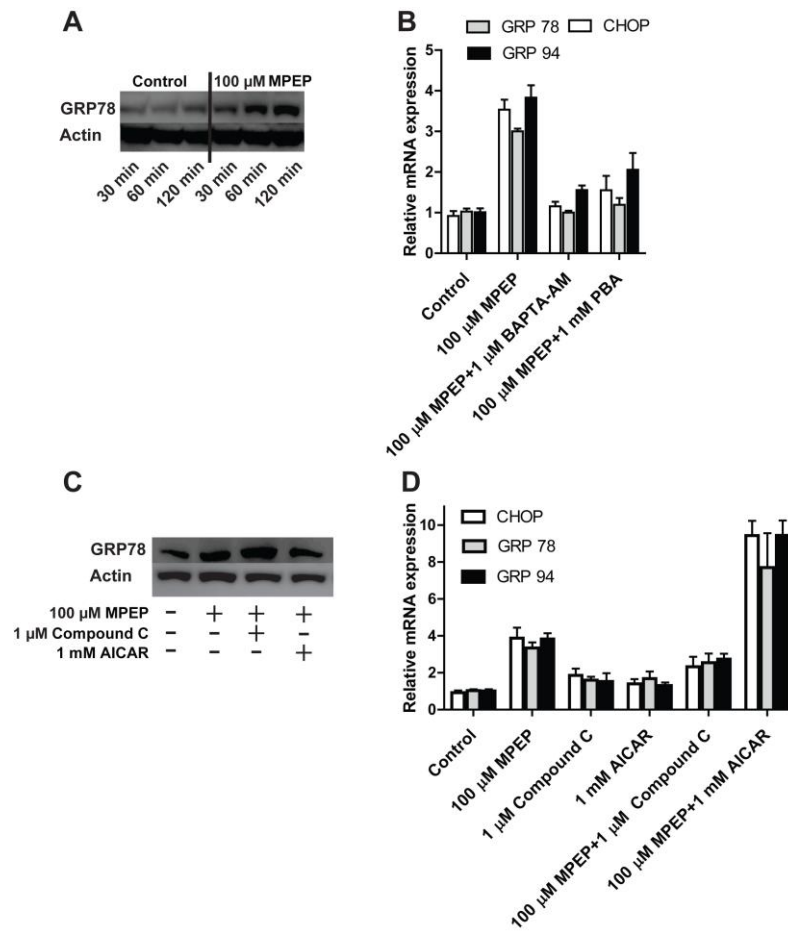 A
Control
100 µM MPEP
GRP78
Actin
30 min
60 min
120 min
30 min
60 min
120 min
B
GRP 78
CHOP
GRP 94
Relative mRNA expression
5
4
3
2
1
0
Control
100 µM MPEP
100 µM MPEP+1 µM BAPTA-AM
100 µM MPEP+1 mM PBA
C
GRP78
Actin
100 µM MPEP - + + +
1 µM Compound C - - + -
1 mM AICAR - - - +
D
CHOP
GRP 78
GRP 94
Relative mRNA expression
10
8
6
4
2
0
Control
100 µM MPEP
1 µM Compound C
1 mM AICAR
100 µM MPEP+1 µM Compound C
100 µM MPEP+1 mM AICAR